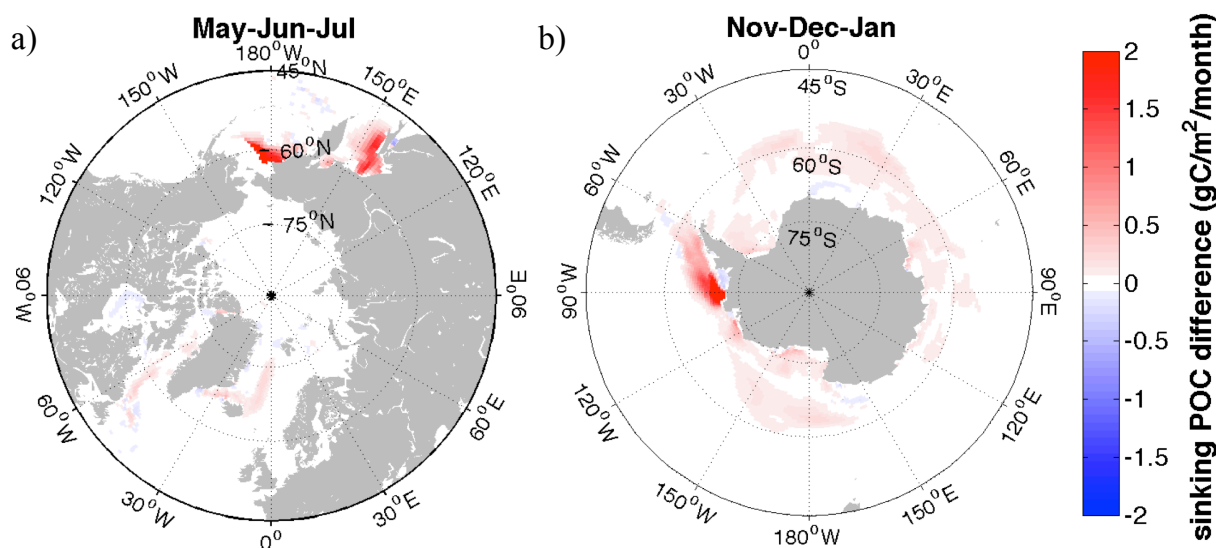 a) May-Jun-Jul
180°W
45°N
150°W
150°E
120°W
60°N
120°E
75°N
90°W
90°E
60°W
60°E
30°W
30°E
0°
b) Nov-Dec-Jan
0°
30°W
45°S
30°E
60°W
60°S
60°E
75°S
90°W
90°E
120°W
120°E
150°W
150°E
180°W
2
1.5
1
0.5
0
-0.5
-1
-1.5
-2
sinking POC difference (gC/m²/month)